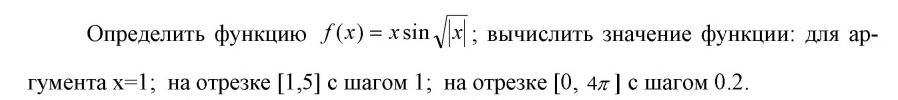 Определить функцию f(x) = x sin √|x| ; вычислить значение функции: для ар-
гумента x=1; на отрезке [1,5] с шагом 1; на отрезке [0, 4π ] с шагом 0.2.